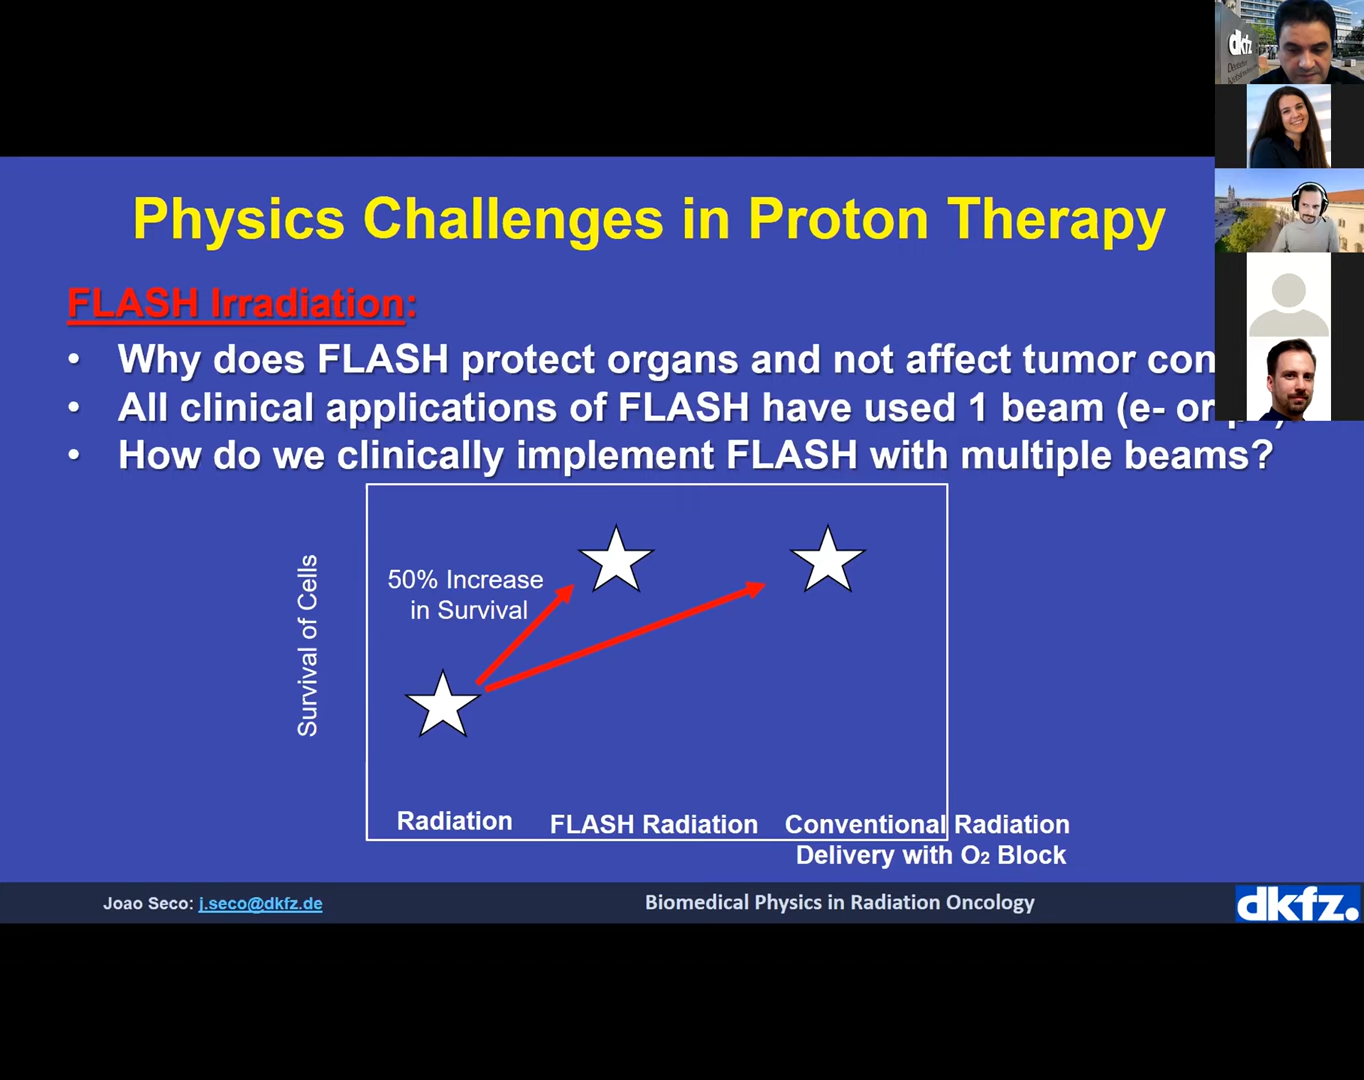 Physics Challenges in Proton Therapy
FLASH Irradiation:
• Why does FLASH protect organs and not affect tumor
• All clinical applications of FLASH have used 1 beam (e- or
• How do we clinically implement FLASH with multiple beams?
50% Increase
in Survival
Survival of Cells
Radiation
FLASH Radiation
Conventional Radiation
Delivery with O2 Block
Joao Seco: j.seco@dkfz.de
Biomedical Physics in Radiation Oncology
dkfz.
dkfz